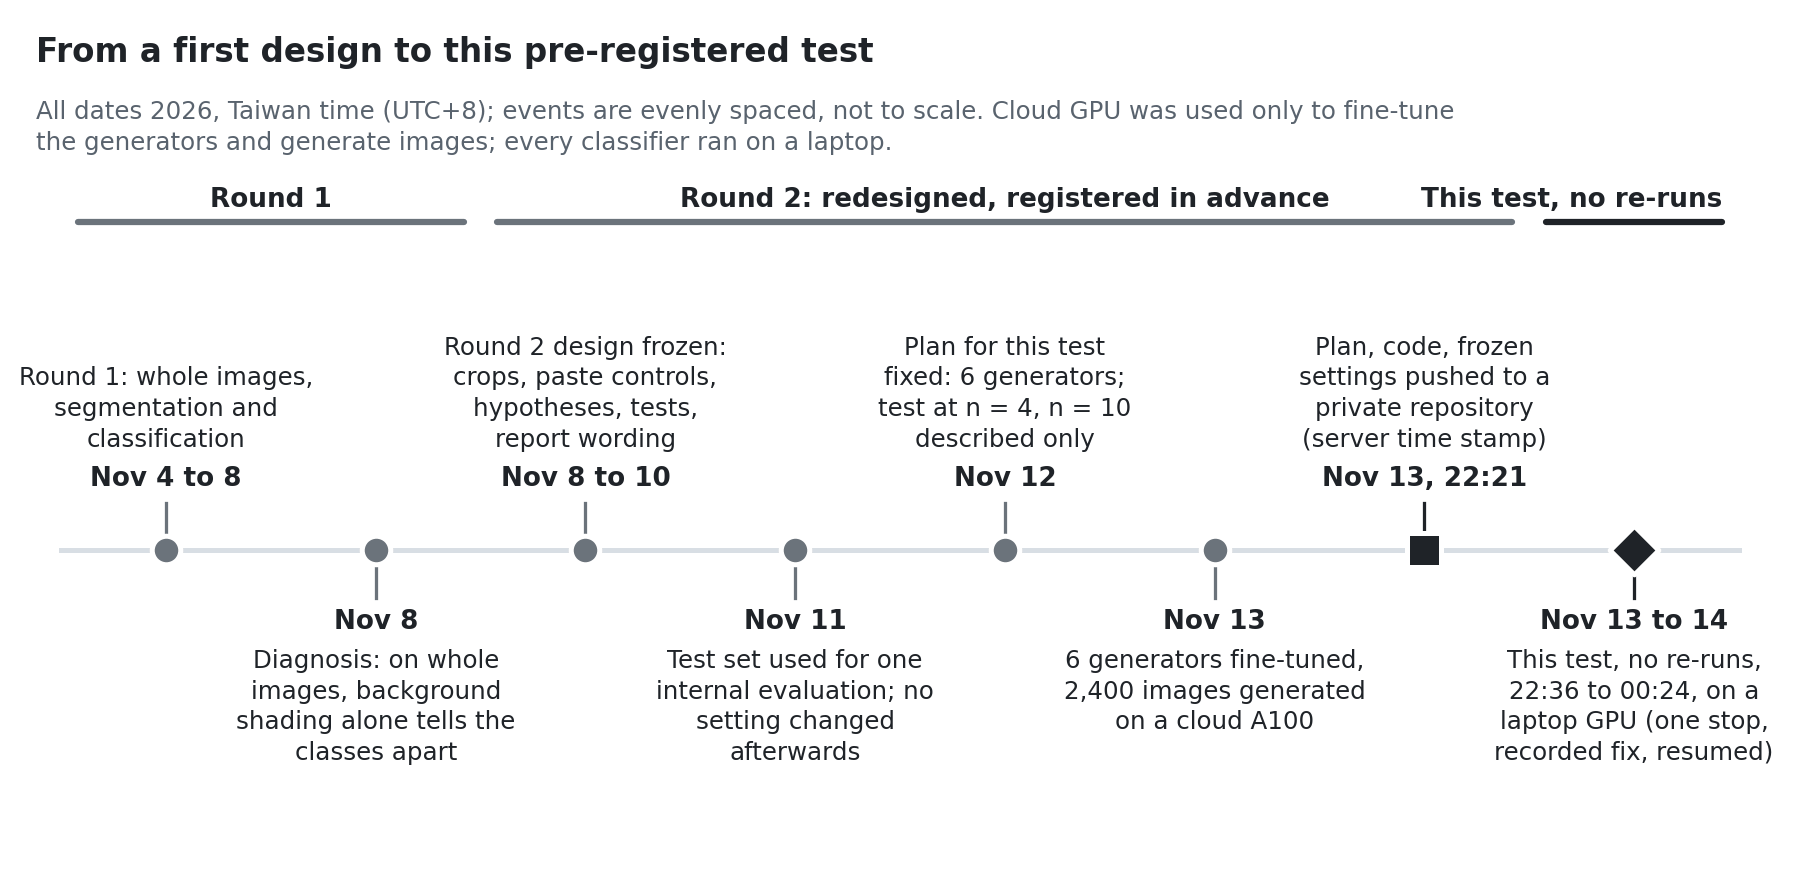 From a first design to this pre-registered test
All dates 2026, Taiwan time (UTC+8); events are evenly spaced, not to scale. Cloud GPU was used only to fine-tune
the generators and generate images; every classifier ran on a laptop.
Round 1
Round 2: redesigned, registered in advance
This test, no re-runs
Round 1: whole images,
segmentation and
classification
Nov 4 to 8
Nov 8
Diagnosis: on whole
images, background
shading alone tells the
classes apart
Round 2 design frozen:
crops, paste controls,
hypotheses, tests,
report wording
Nov 8 to 10
Nov 11
Test set used for one
internal evaluation; no
setting changed
afterwards
Plan for this test
fixed: 6 generators;
test at n = 4, n = 10
described only
Nov 12
Nov 13
6 generators fine-tuned,
2,400 images generated
on a cloud A100
Plan, code, frozen
settings pushed to a
private repository
(server time stamp)
Nov 13, 22:21
Nov 13 to 14
This test, no re-runs,
22:36 to 00:24, on a
laptop GPU (one stop,
recorded fix, resumed)